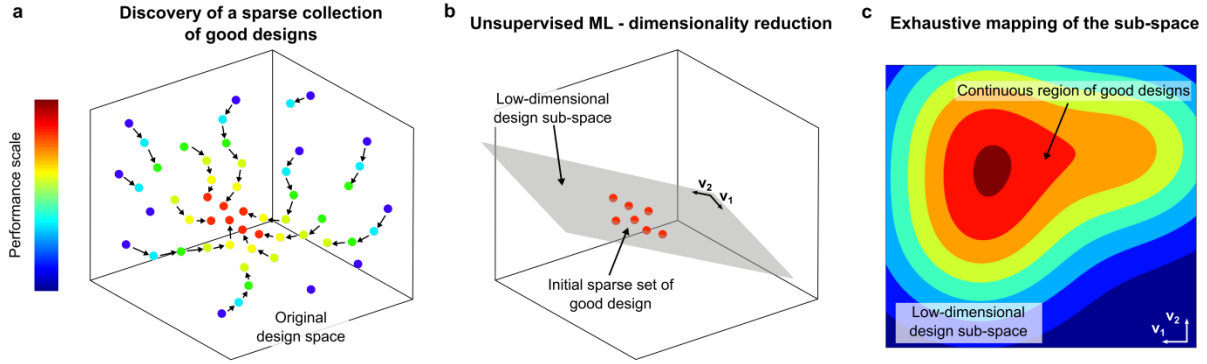 a
Discovery of a sparse collection
of good designs
Performance scale
Original
design space
b
Unsupervised ML - dimensionality reduction
Low-dimensional
design sub-space
v2
v1
Initial sparse set of
good design
c
Exhaustive mapping of the sub-space
Continuous region of good designs
Low-dimensional
design sub-space
v2
v1